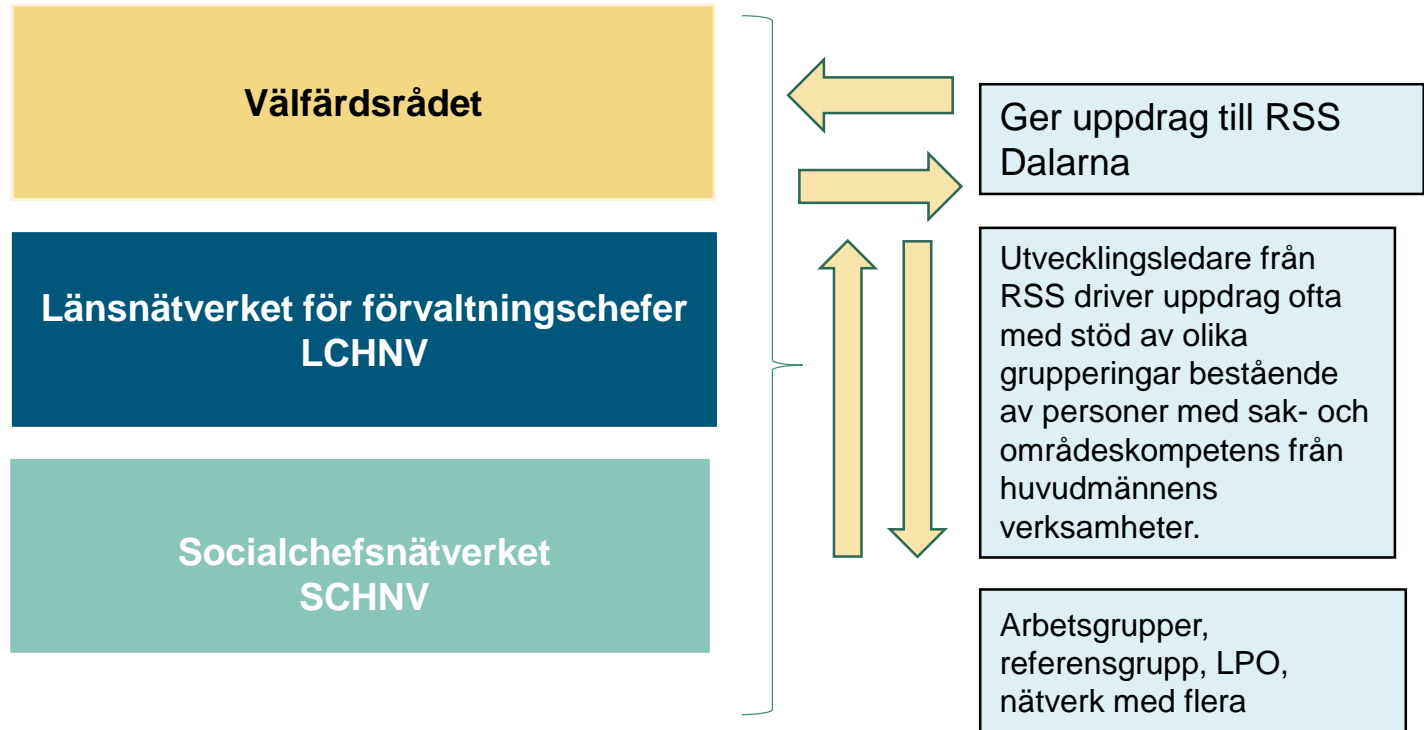 Välfärdsrådet
Länsnätverket för förvaltningschefer
LCHNV
Socialchefsnätverket
SCHNV
Ger uppdrag till RSS
Dalarna
Utvecklingsledare från
RSS driver uppdrag ofta
med stöd av olika
grupperingar bestående
av personer med sak- och
områdeskompetens från
huvudmännens
verksamheter.
Arbetsgrupper,
referensgrupp, LPO,
nätverk med flera